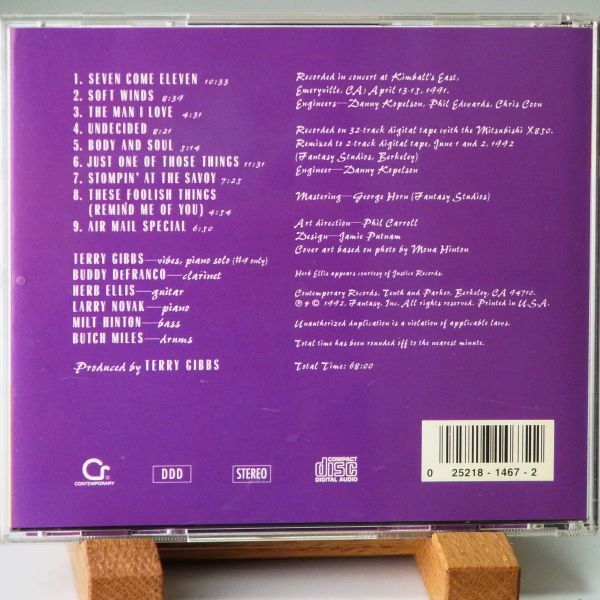 1. SEVEN COME ELEVEN 10:33
2. SOFT WINDS 8:39
3. THE MAN I LOVE 4:31
4. UNDECIDED 8:21
5. BODY AND SOUL 5:14
6. JUST ONE OF THOSE THINGS 11:31
7. STOMPIN' AT THE SAVOY 7:25
8. THESE FOOLISH THINGS
(REMIND ME OF YOU) 4:54
9. AIR MAIL SPECIAL 6:50
TERRY GIBBS—vibes, piano solo (#9 only)
BUDDY DeFRANCO—clarinet
HERB ELLIS—guitar
LARRY NOVAK—piano
MILT HINTON—bass
BUTCH MILES—drums
Produced by TERRY GIBBS
Recorded in concert at Kimball's East,
Emeryville, CA; April 13-15, 1991.
Engineers—Danny Kopelson, Phil Edwards, Chris Coon
Recorded on 32-track digital tape with the Mitsubishi X850.
Remixed to 2-track digital tape, June 1 and 2, 1992
(Fantasy Studios, Berkeley)
Engineer—Danny Kopelson
Mastering—George Horn (Fantasy Studios)
Art direction—Phil Carroll
Design—Jamie Putnam
Cover art based on photo by Mona Hinton
Herb Ellis appears courtesy of Justice Records.
Contemporary Records, Tenth and Parker, Berkeley, CA 94710.
℗ & © 1992, Fantasy, Inc. All rights reserved. Printed in U.S.A.
Unauthorized duplication is a violation of applicable laws.
Total time has been rounded off to the nearest minute.
Total Time: 68:00
CONTEMPORARY
DDD
STEREO
COMPACT
disc
DIGITAL AUDIO
0 25218-1467-2